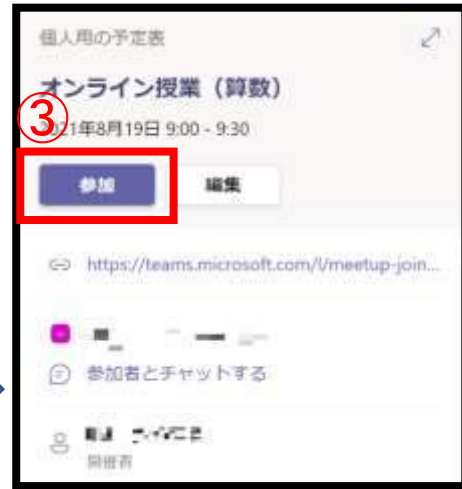 個人用の予定表
オンライン授業（算数）
③
2021年8月19日 9:00 - 9:30
参加
編集
https://teams.microsoft.com/l/meetup-join...
参加者とチャットする
開催者